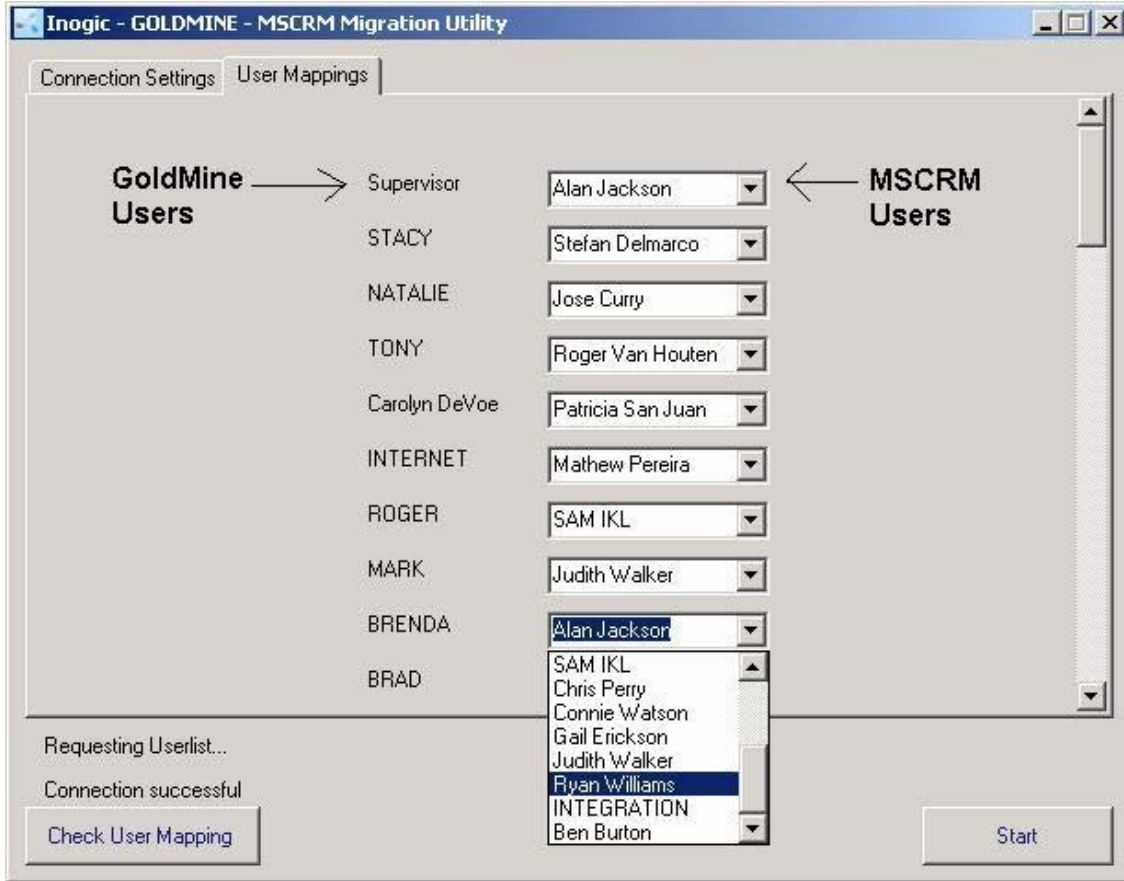 Inogic - GOLDMINE - MSCRM Migration Utility
Connection Settings User Mappings
GoldMine Users
MSCRM Users
Supervisor Alan Jackson
STACY Stefan Delmarco
NATALIE Jose Curry
TONY Roger Van Houten
Carolyn DeVoe Patricia San Juan
INTERNET Mathew Pereira
ROGER SAM IKL
MARK Judith Walker
BRENDA Alan Jackson
BRAD
SAM IKL
Chris Perry
Connie Watson
Gail Erickson
Judith Walker
Ryan Williams
INTEGRATION
Ben Burton
Requesting Userlist...
Connection successful
Check User Mapping
Start